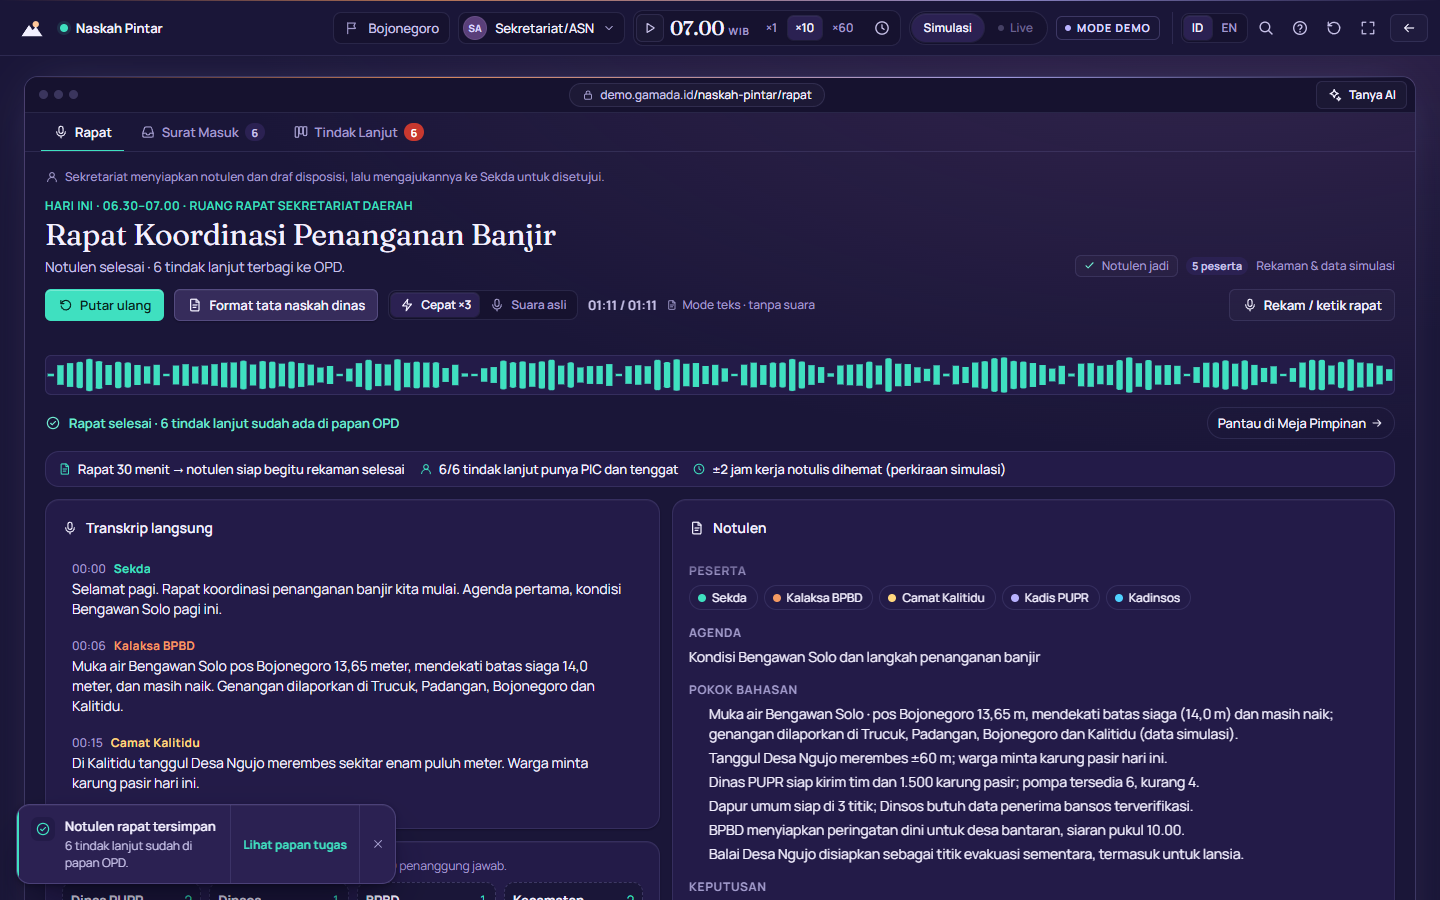 Naskah Pintar
Bojonegoro
SA Sekretariat/ASN
07.00 WIB
×1 ×10 ×60
Simulasi Live
MODE DEMO
ID EN
demo.gamada.id/naskah-pintar/rapat
Tanya AI
Rapat
Surat Masuk 6
Tindak Lanjut 6
Sekretariat menyiapkan notulen dan draf disposisi, lalu mengajukannya ke Sekda untuk disetujui.
HARI INI · 06.30–07.00 · RUANG RAPAT SEKRETARIAT DAERAH
Rapat Koordinasi Penanganan Banjir
Notulen selesai · 6 tindak lanjut terbagi ke OPD.
Notulen jadi
5 peserta
Rekaman & data simulasi
Putar ulang
Format tata naskah dinas
Cepat ×3
Suara asli
01:11 / 01:11
Mode teks · tanpa suara
Rekam / ketik rapat
Rapat selesai · 6 tindak lanjut sudah ada di papan OPD
Pantau di Meja Pimpinan →
Rapat 30 menit → notulen siap begitu rekaman selesai
6/6 tindak lanjut punya PIC dan tenggat
±2 jam kerja notulis dihemat (perkiraan simulasi)
Transkrip langsung
00:00 Sekda
Selamat pagi. Rapat koordinasi penanganan banjir kita mulai. Agenda pertama, kondisi
Bengawan Solo pagi ini.
00:06 Kalaksa BPBD
Muka air Bengawan Solo pos Bojonegoro 13,65 meter, mendekati batas siaga 14,0
meter, dan masih naik. Genangan dilaporkan di Trucuk, Padangan, Bojonegoro dan
Kalitidu.
00:15 Camat Kalitidu
Di Kalitidu tanggul Desa Ngujo merembes sekitar enam puluh meter. Warga minta
karung pasir hari ini.
Notulen
PESERTA
Sekda
Kalaksa BPBD
Camat Kalitidu
Kadis PUPR
Kadinsos
AGENDA
Kondisi Bengawan Solo dan langkah penanganan banjir
POKOK BAHASAN
Muka air Bengawan Solo · pos Bojonegoro 13,65 m, mendekati batas siaga (14,0 m) dan masih naik;
genangan dilaporkan di Trucuk, Padangan, Bojonegoro dan Kalitidu (data simulasi).
Tanggul Desa Ngujo merembes ±60 m; warga minta karung pasir hari ini.
Dinas PUPR siap kirim tim dan 1.500 karung pasir; pompa tersedia 6, kurang 4.
Dapur umum siap di 3 titik; Dinsos butuh data penerima bansos terverifikasi.
BPBD menyiapkan peringatan dini untuk desa bantaran, siaran pukul 10.00.
Balai Desa Ngujo disiapkan sebagai titik evakuasi sementara, termasuk untuk lansia.
KEPUTUSAN
Notulen rapat tersimpan
6 tindak lanjut sudah di
papan OPD.
Lihat papan tugas
penanggung jawab.
Dinas PUPR
Dinsos
BPBD
Kecamatan